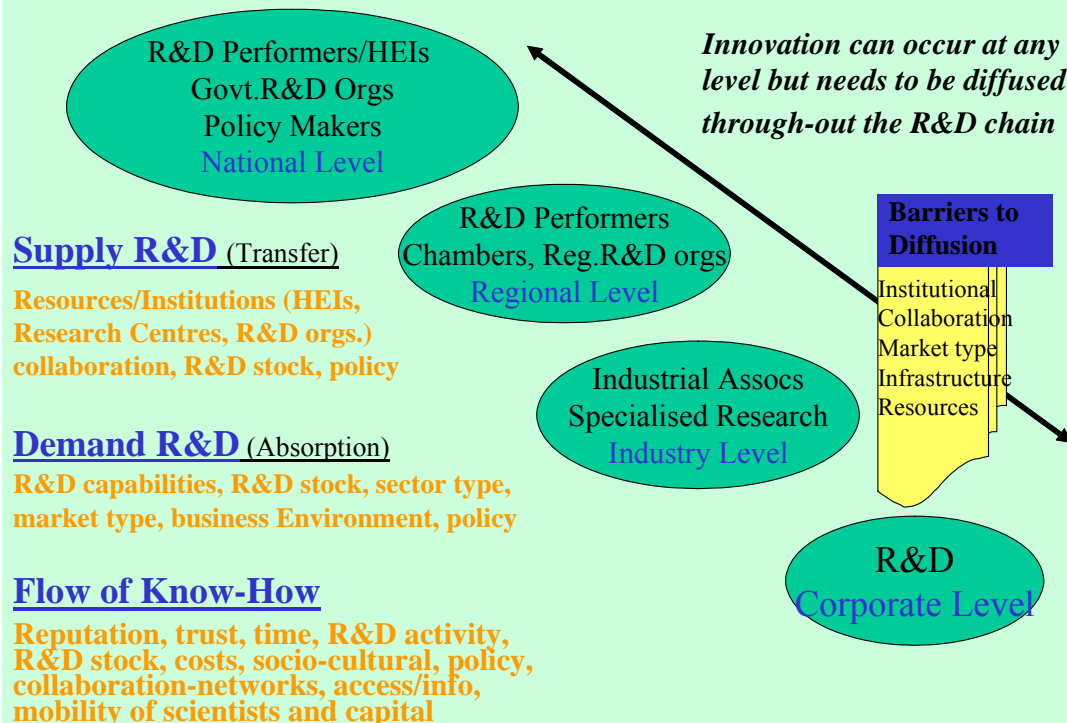 R&D Performers/HEIs
Govt.R&D Orgs
Policy Makers
National Level
Innovation can occur at any
level but needs to be diffused
through-out the R&D chain
R&D Performers
Chambers, Reg.R&D orgs
Regional Level
Barriers to
Diffusion
Institutional
Collaboration
Market type
Infrastructure
Resources
Supply R&D (Transfer)
Resources/Institutions (HEIs,
Research Centres, R&D orgs.)
collaboration, R&D stock, policy
Industrial Assocs
Specialised Research
Industry Level
Demand R&D (Absorption)
R&D capabilities, R&D stock, sector type,
market type, business Environment, policy
R&D
Corporate Level
Flow of Know-How
Reputation, trust, time, R&D activity,
R&D stock, costs, socio-cultural, policy,
collaboration-networks, access/info,
mobility of scientists and capital